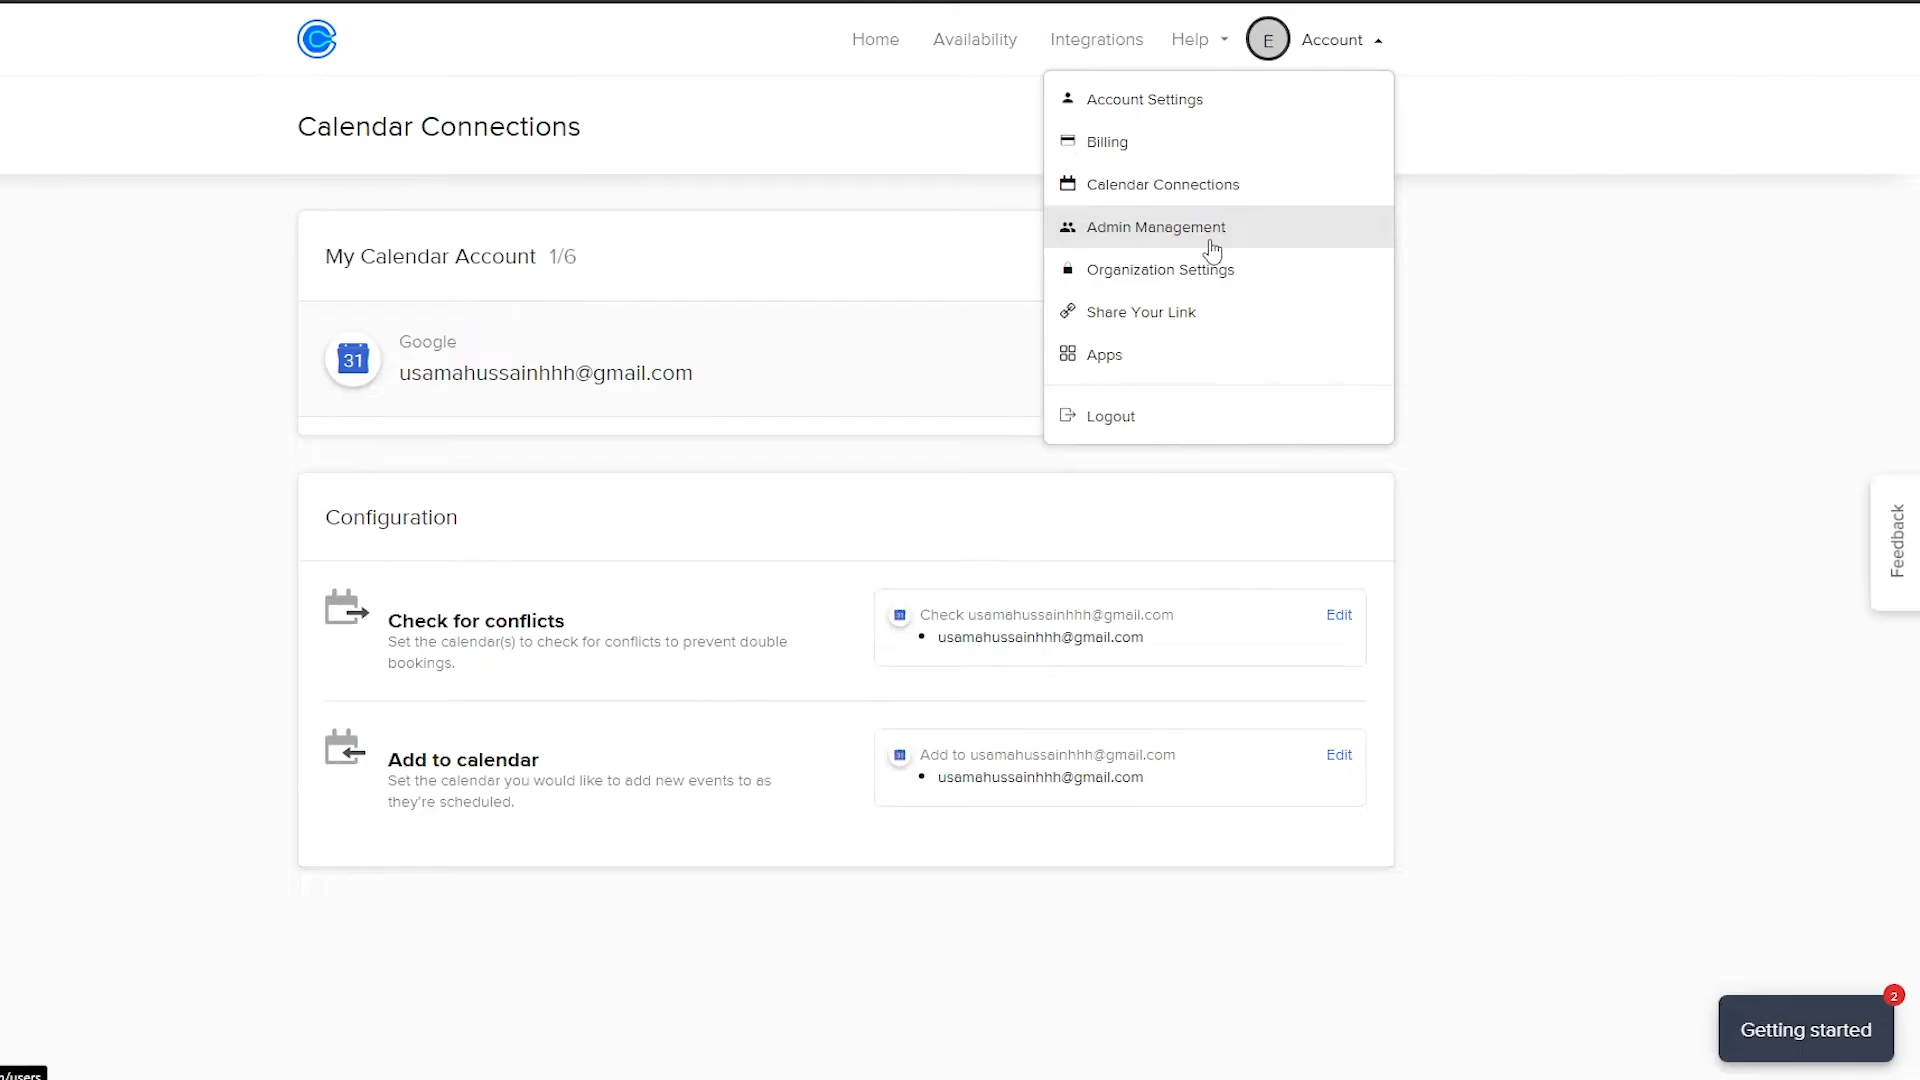 Home Availability Integrations Help E Account
Calendar Connections
Account Settings
Billing
Calendar Connections
Admin Management
Organization Settings
Share Your Link
Apps
Logout
My Calendar Account 1/6
31
Google
usamahussainhhh@gmail.com
Configuration
Check for conflicts
Set the calendar(s) to check for conflicts to prevent double
bookings.
31 Check usamahussainhhh@gmail.com Edit
• usamahussainhhh@gmail.com
Add to calendar
Set the calendar you would like to add new events to as
they're scheduled.
31 Add to usamahussainhhh@gmail.com Edit
• usamahussainhhh@gmail.com
Feedback
2
Getting started
/users